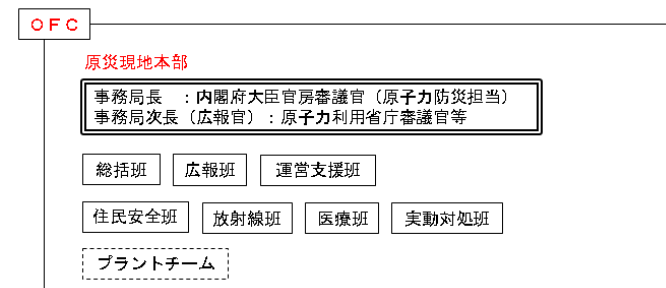 ＯＦＣ
原災現地本部
事務局長　：内閣府大臣官房審議官（原子力防災担当）
事務局次長（広報官）：原子力利用省庁審議官等
総括班　広報班　運営支援班
住民安全班　放射線班　医療班　実動対処班
プラントチーム